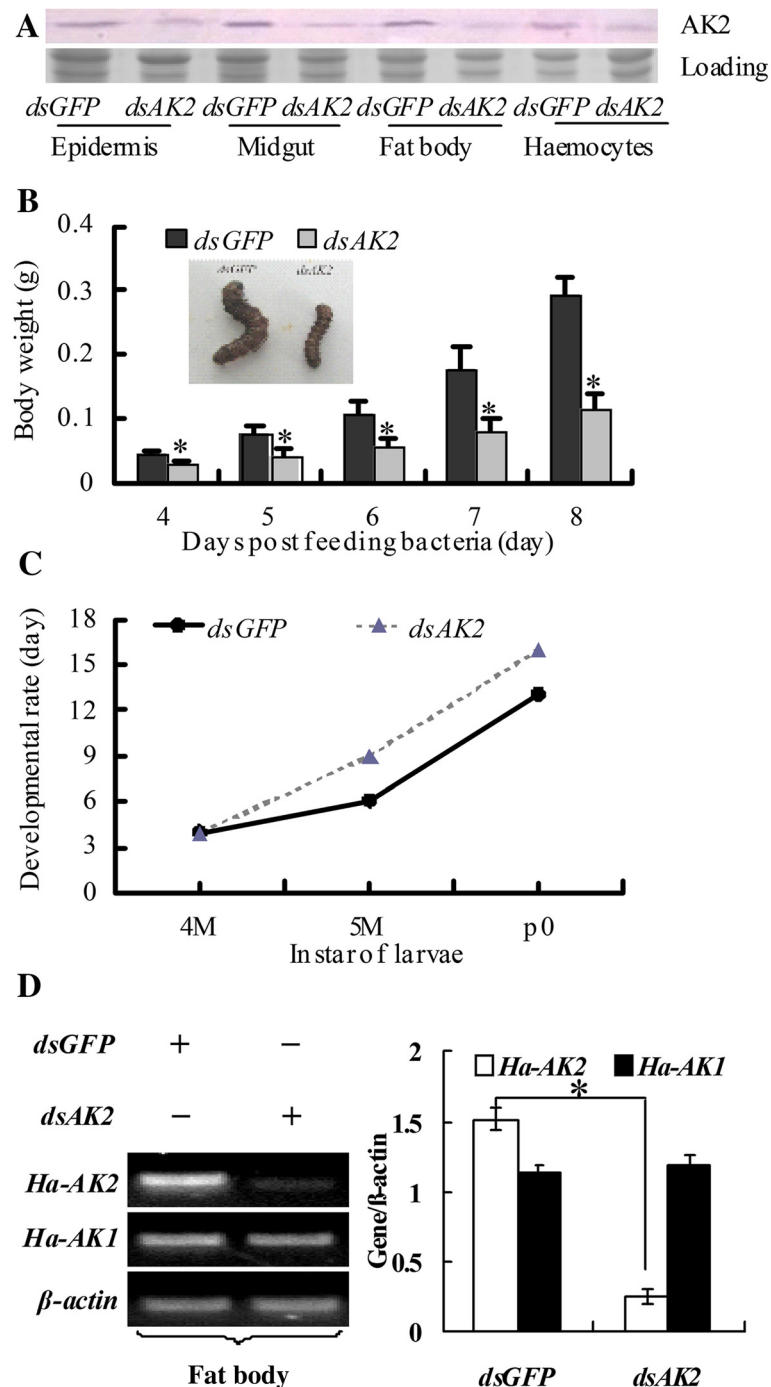 A
AK2
Loading
dsGFP dsAK2 dsGFP dsAK2 dsGFP dsAK2 dsGFP dsAK2
Epidermis Midgut Fat body Haemocytes
B
0.4
0.3
0.2
0.1
0
Body weight (g)
dsGFP dsAK2
dsGFP dsAK2
* * * * *
4 5 6 7 8
Days post feeding bacteria (day)
C
18
15
12
9
6
3
0
Developmental rate (day)
dsGFP dsAK2
4M 5M p0
Instar of larvae
D
dsGFP + −
dsAK2 − +
Ha-AK2
Ha-AK1
β-actin
Fat body
2
1.5
1
0.5
0
Gene/ß-actin
Ha-AK2 Ha-AK1
*
dsGFP dsAK2